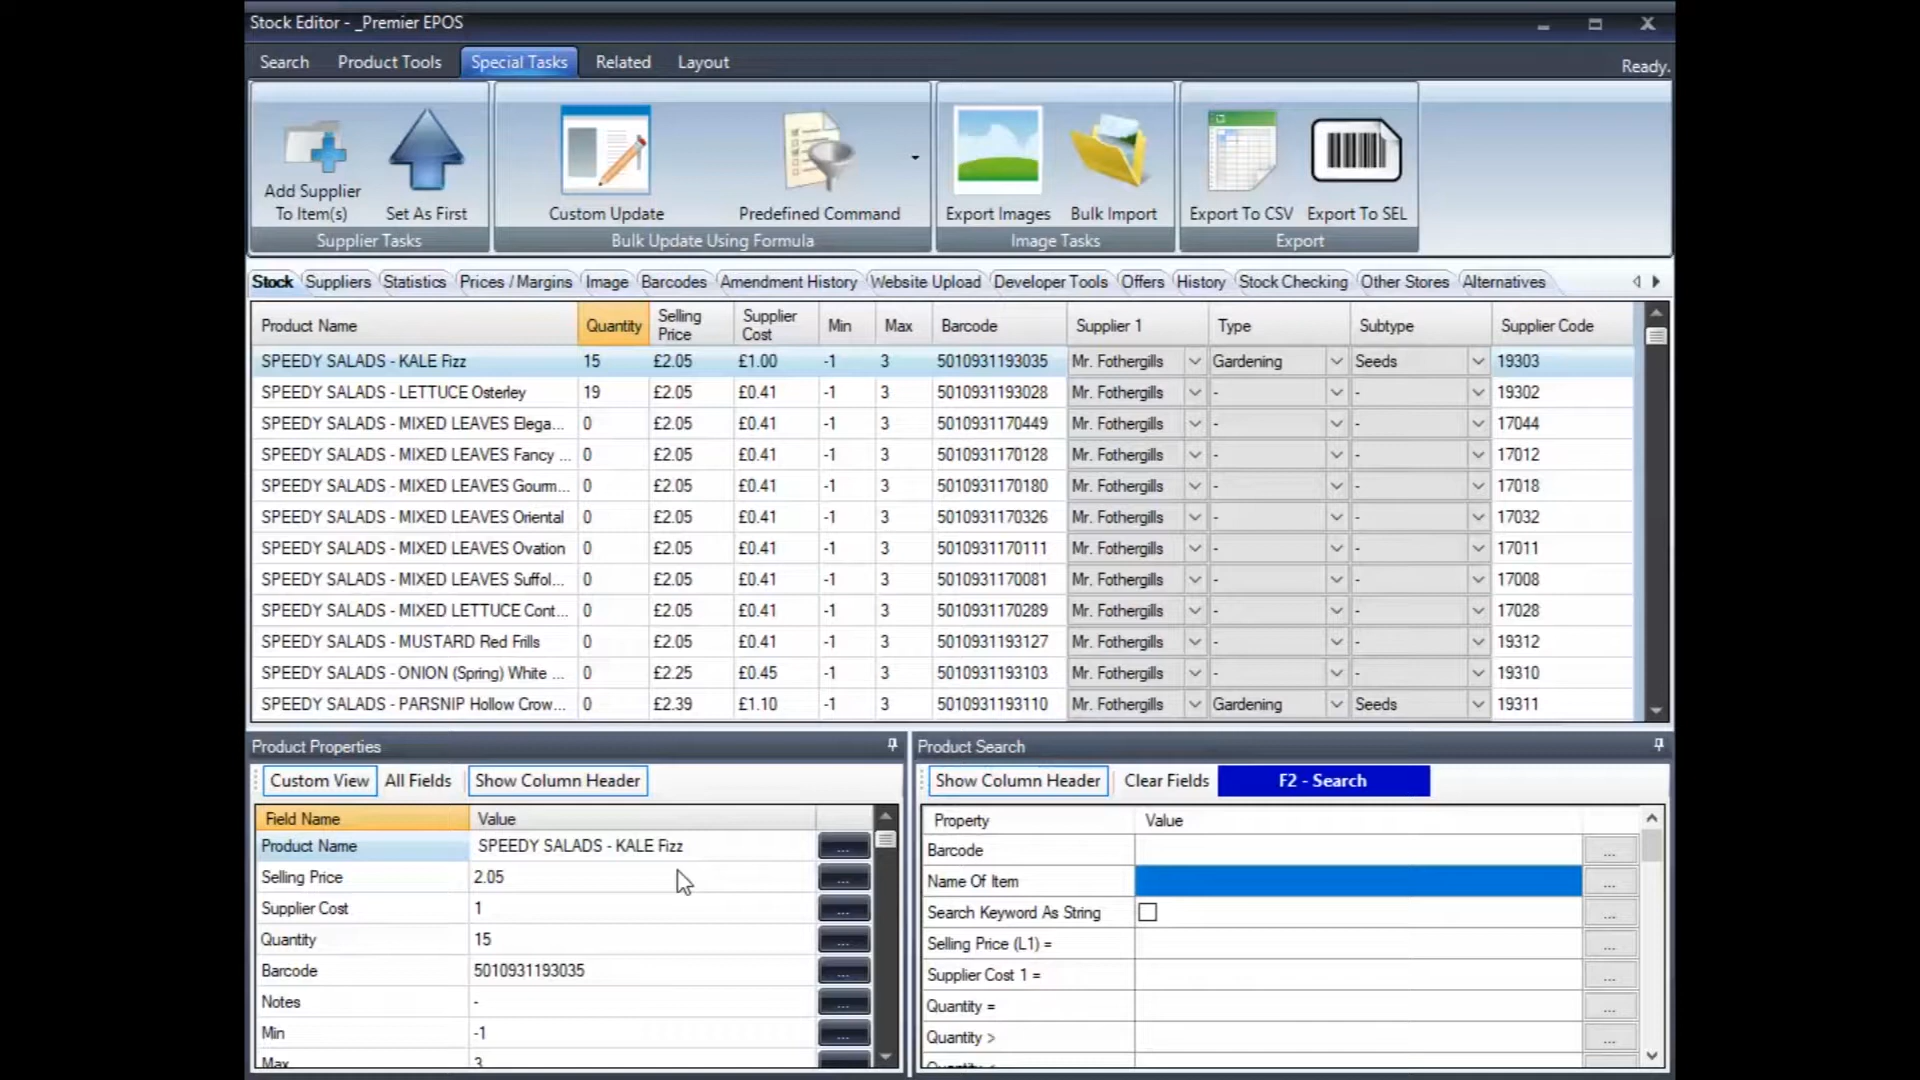 Stock Editor - _Premier EPOS
Search Product Tools Special Tasks Related Layout Ready.
Add Supplier To Item(s) Set As First Custom Update Predefined Command Export Images Bulk Import Export To CSV Export To SEL
Supplier Tasks Bulk Update Using Formula Image Tasks Export
Stock Suppliers Statistics Prices / Margins Image Barcodes Amendment History Website Upload Developer Tools Offers History Stock Checking Other Stores Alternatives
Product Name Quantity Selling Price Supplier Cost Min Max Barcode Supplier 1 Type Subtype Supplier Code
SPEEDY SALADS - KALE Fizz 15 £2.05 £1.00 -1 3 5010931193035 Mr. Fothergills Gardening Seeds 19303
SPEEDY SALADS - LETTUCE Osterley 19 £2.05 £0.41 -1 3 5010931193028 Mr. Fothergills - - 19302
SPEEDY SALADS - MIXED LEAVES Elega... 0 £2.05 £0.41 -1 3 5010931170449 Mr. Fothergills - - 17044
SPEEDY SALADS - MIXED LEAVES Fancy ... 0 £2.05 £0.41 -1 3 5010931170128 Mr. Fothergills - - 17012
SPEEDY SALADS - MIXED LEAVES Gourm... 0 £2.05 £0.41 -1 3 5010931170180 Mr. Fothergills - - 17018
SPEEDY SALADS - MIXED LEAVES Oriental 0 £2.05 £0.41 -1 3 5010931170326 Mr. Fothergills - - 17032
SPEEDY SALADS - MIXED LEAVES Ovation 0 £2.05 £0.41 -1 3 5010931170111 Mr. Fothergills - - 17011
SPEEDY SALADS - MIXED LEAVES Suffol... 0 £2.05 £0.41 -1 3 5010931170081 Mr. Fothergills - - 17008
SPEEDY SALADS - MIXED LETTUCE Cont... 0 £2.05 £0.41 -1 3 5010931170289 Mr. Fothergills - - 17028
SPEEDY SALADS - MUSTARD Red Frills 0 £2.05 £0.41 -1 3 5010931193127 Mr. Fothergills - - 19312
SPEEDY SALADS - ONION (Spring) White ... 0 £2.25 £0.45 -1 3 5010931193103 Mr. Fothergills - - 19310
SPEEDY SALADS - PARSNIP Hollow Crow... 0 £2.39 £1.10 -1 3 5010931193110 Mr. Fothergills Gardening Seeds 19311
Product Properties
Custom View All Fields Show Column Header
Field Name Value
Product Name SPEEDY SALADS - KALE Fizz ...
Selling Price 2.05 ...
Supplier Cost 1 ...
Quantity 15 ...
Barcode 5010931193035 ...
Notes - ...
Min -1 ...
Max 3
Product Search
Show Column Header Clear Fields F2 - Search
Property Value
Barcode ...
Name Of Item ...
Search Keyword As String ...
Selling Price (L1) = ...
Supplier Cost 1 = ...
Quantity = ...
Quantity > ...